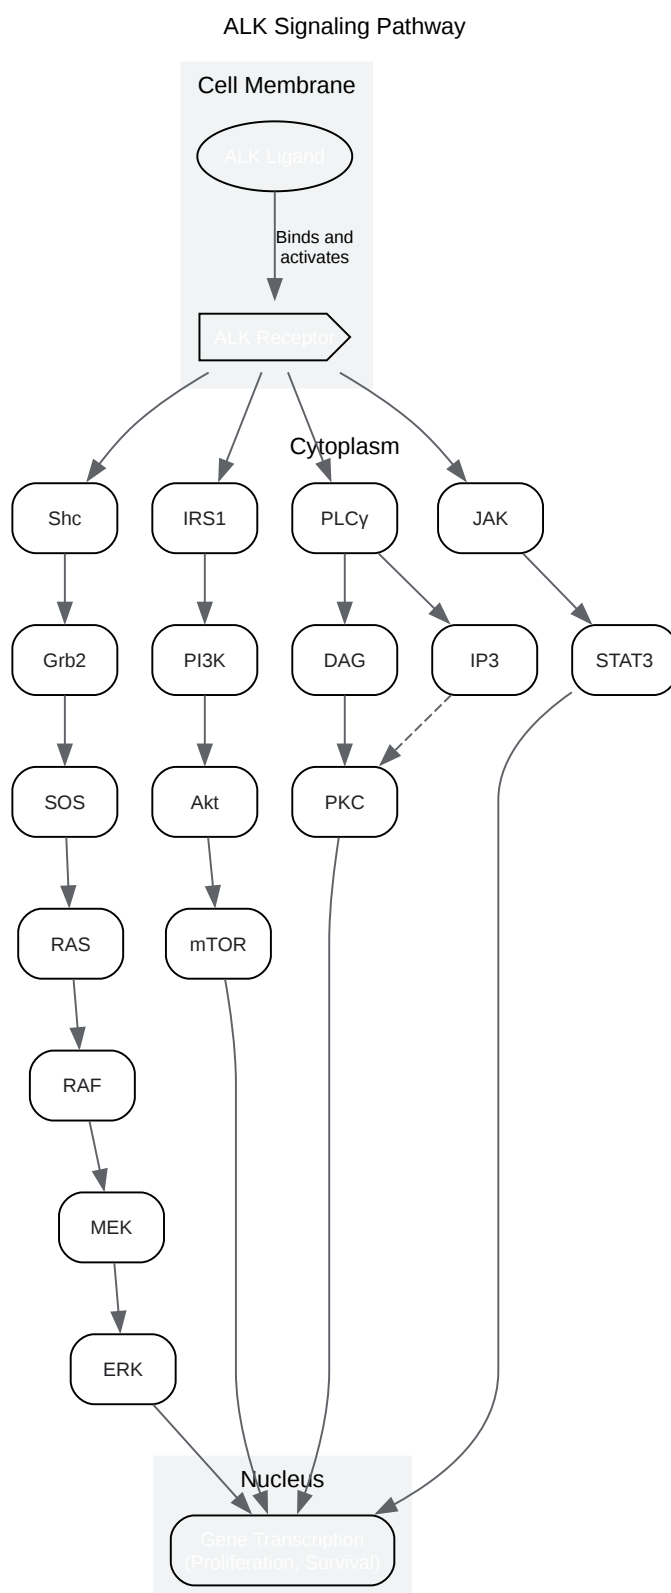 ALK Signaling Pathway
Cell Membrane
ALK Ligand
Binds and
activates
ALK Receptor
Cytoplasm
Shc
IRS1
PLCγ
JAK
Grb2
PI3K
DAG
IP3
STAT3
SOS
Akt
PKC
RAS
mTOR
RAF
MEK
ERK
Nucleus
Gene Transcription
(Proliferation, Survival)